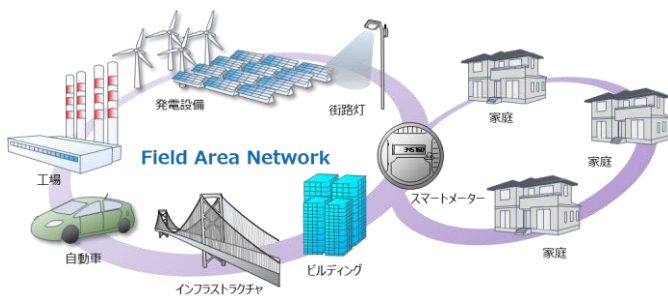 発電設備
街路灯
家庭
家庭
工場
Field Area Network
スマートメーター
自動車
インフラストラクチャ
ビルディング
家庭